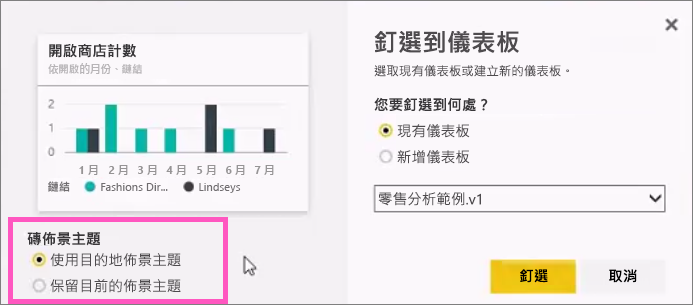 開啟商店計數
依開啟的月份、鏈結
2
1
0
1 月 2 月 3 月 4 月 5 月 6 月 7 月
鏈結 Fashions Dir... Lindseys
磚佈景主題
使用目的地佈景主題
保留目前的佈景主題
釘選到儀表板
選取現有儀表板或建立新的儀表板。
您要釘選到何處？
現有儀表板
新增儀表板
零售分析範例.v1
釘選 取消